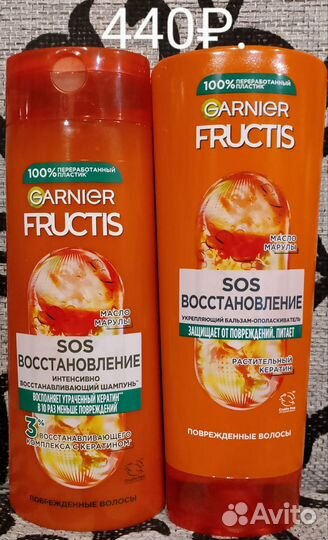 440₽.
100% ПЕРЕРАБОТАННЫЙ ПЛАСТИК*
GARNIER
FRUCTIS
МАСЛО
МАРУЛЫ
SOS
ВОССТАНОВЛЕНИЕ
ИНТЕНСИВНО
ВОССТАНАВЛИВАЮЩИЙ ШАМПУНЬ
ВОСПОЛНЯЕТ УТРАЧЕННЫЙ КЕРАТИН**
В 10 РАЗ МЕНЬШЕ ПОВРЕЖДЕНИЙ
3% ВОССТАНАВЛИВАЮЩЕГО
КОМПЛЕКСА С КЕРАТИНОМ
ПОВРЕЖДЕННЫЕ ВОЛОСЫ
100% ПЕРЕРАБОТАННЫЙ ПЛАСТИК*
GARNIER
FRUCTIS
МАСЛО
МАРУЛЫ
SOS
ВОССТАНОВЛЕНИЕ
УКРЕПЛЯЮЩИЙ БАЛЬЗАМ-ОПОЛАСКИВАТЕЛЬ
ЗАЩИЩАЕТ ОТ ПОВРЕЖДЕНИЙ, ПИТАЕТ
РАСТИТЕЛЬНЫЙ
КЕРАТИН
ПОВРЕЖДЕННЫЕ ВОЛОСЫ
Avito